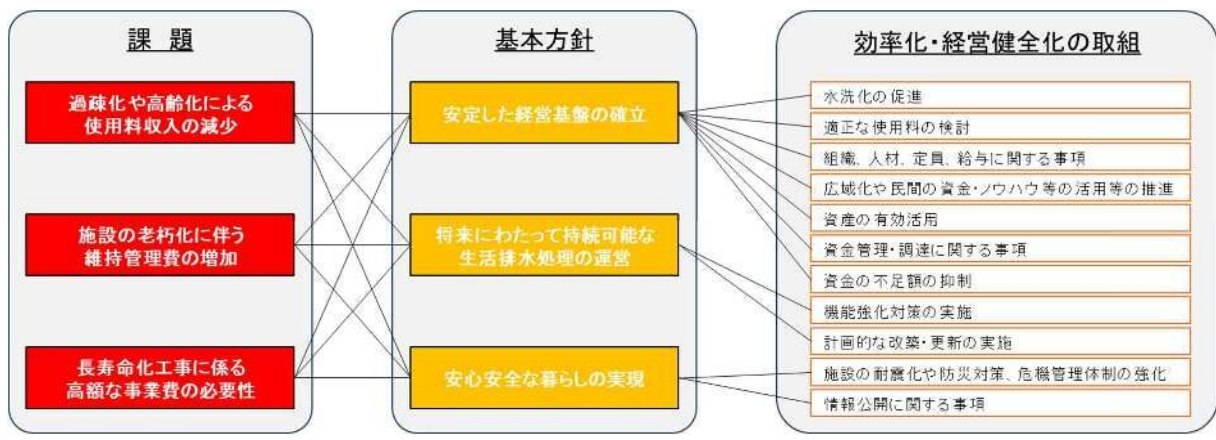 課 題
過疎化や高齢化による
使用料収入の減少
施設の老朽化に伴う
維持管理費の増加
長寿命化工事に係る
高額な事業費の必要性
基本方針
安定した経営基盤の確立
将来にわたって持続可能な
生活排水処理の運営
安心安全な暮らしの実現
効率化・経営健全化の取組
水洗化の促進
適正な使用料の検討
組織、人材、定員、給与に関する事項
広域化や民間の資金・ノウハウ等の活用等の推進
資産の有効活用
資金管理・調達に関する事項
資金の不足額の抑制
機能強化対策の実施
計画的な改築・更新の実施
施設の耐震化や防災対策、危機管理体制の強化
情報公開に関する事項